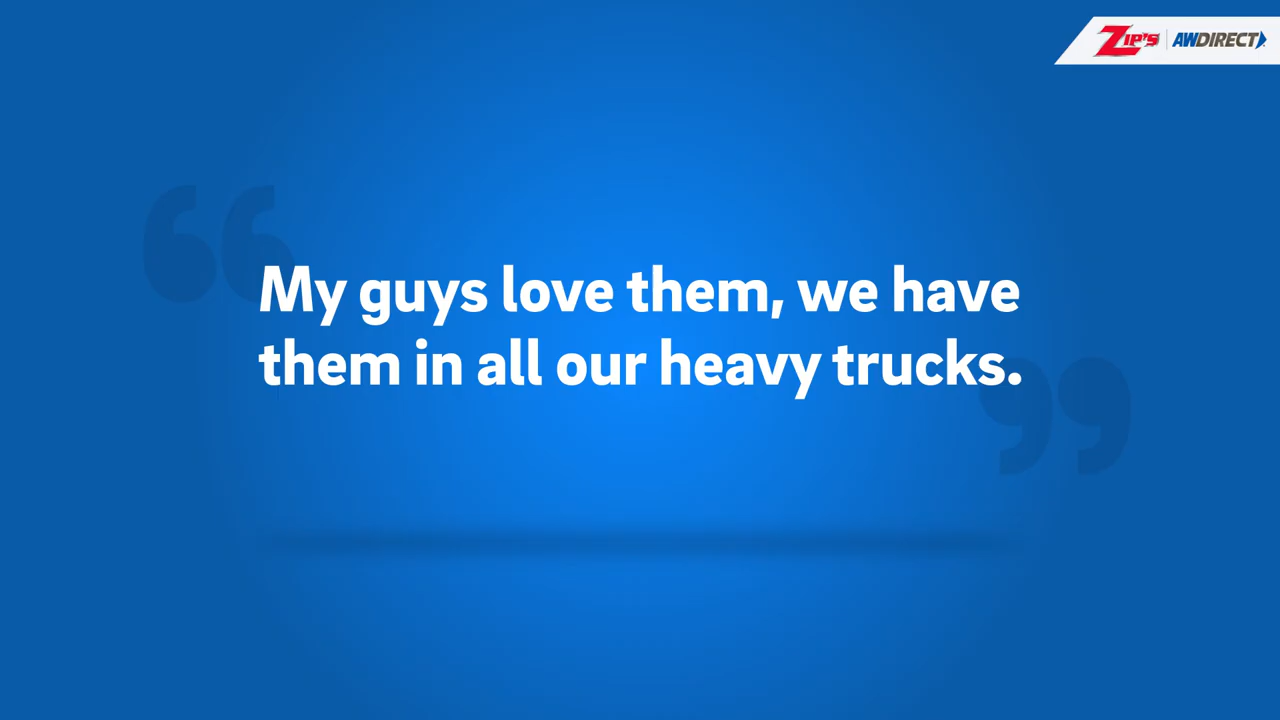 ZIP'S | AWDIRECT
My guys love them, we have
them in all our heavy trucks.